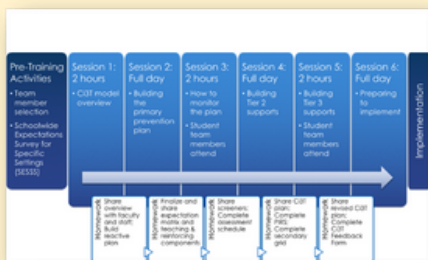 Pre-Training
Activities
• Team
member
selection
• Schoolwide
Expectations
Survey for
Specific
Settings
(SESSS)
Session 1:
2 hours
• Ci3T model
overview
Session 2:
Full day
• Building
the
primary
prevention
plan
Session 3:
2 hours
• How to
monitor
the plan
• Student
team
members
attend
Session 4:
Full day
• Building
Tier 2
supports
Session 5:
2 hours
• Building
Tier 3
supports
• Student
team
members
attend
Session 6:
Full day
• Preparing
to
implement
Implementation
Homework
Share
overview
with faculty
and staff;
Build
reactive
plan
Homework
Finalize and
share
expectation
matrix and
teaching &
reinforcing
components
Homework
Share
screeners;
Complete
assessment
schedule
Homework
Share Ci3T
plan;
Complete
PIRS;
Complete
secondary
grid
Homework
Share
revised Ci3T
plan;
Complete
Ci3T
Feedback
Form